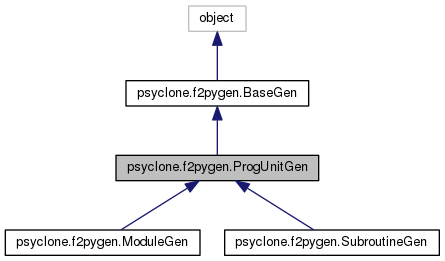 object
psyclone.f2pygen.BaseGen
psyclone.f2pygen.ProgUnitGen
psyclone.f2pygen.ModuleGen
psyclone.f2pygen.SubroutineGen